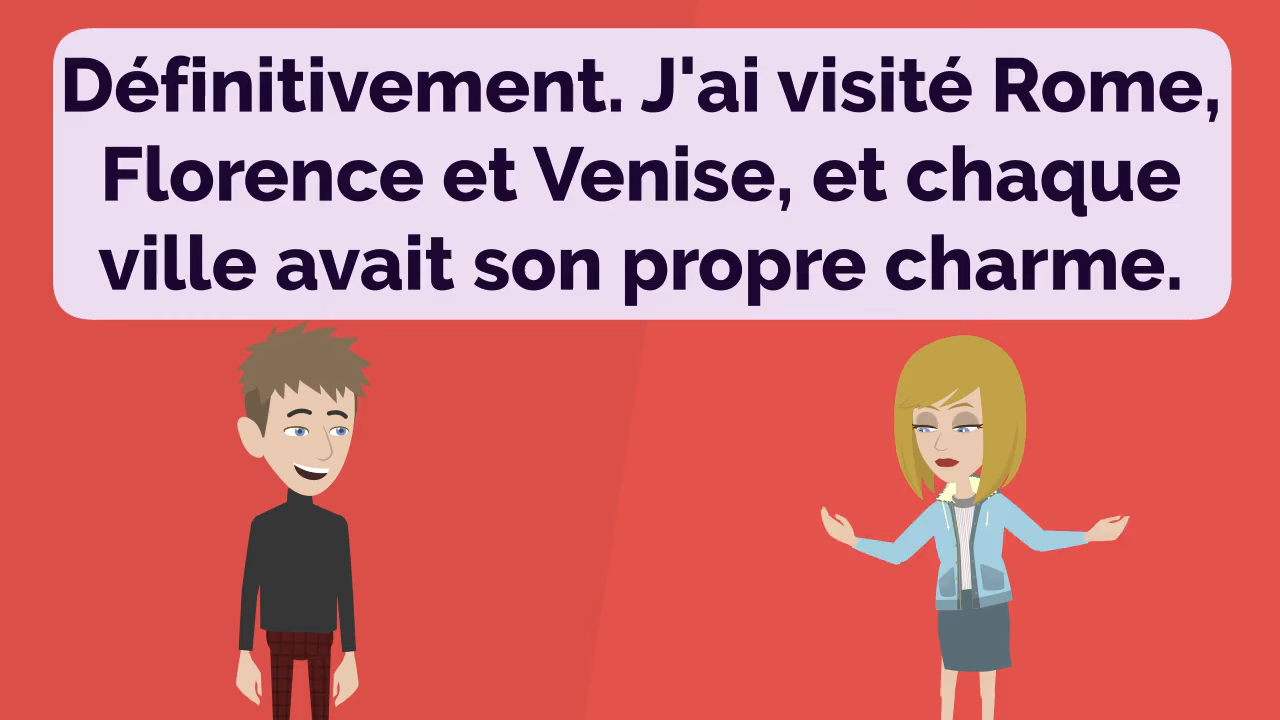 Définitivement. J'ai visité Rome,
Florence et Venise, et chaque
ville avait son propre charme.